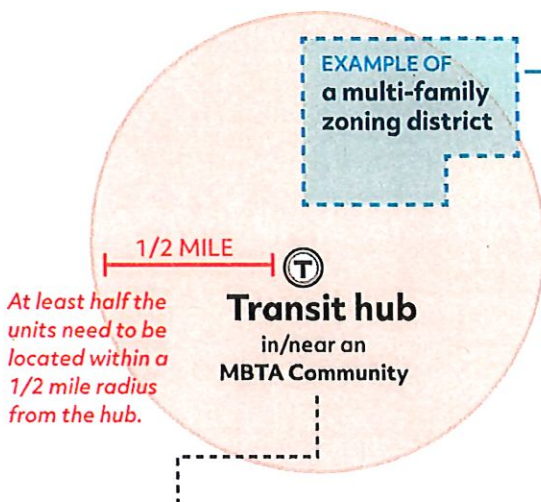 EXAMPLE OF
a multi-family
zoning district
1/2 MILE
T
At least half the
units need to be
located within a
1/2 mile radius
from the hub.
Transit hub
in/near an
MBTA Community